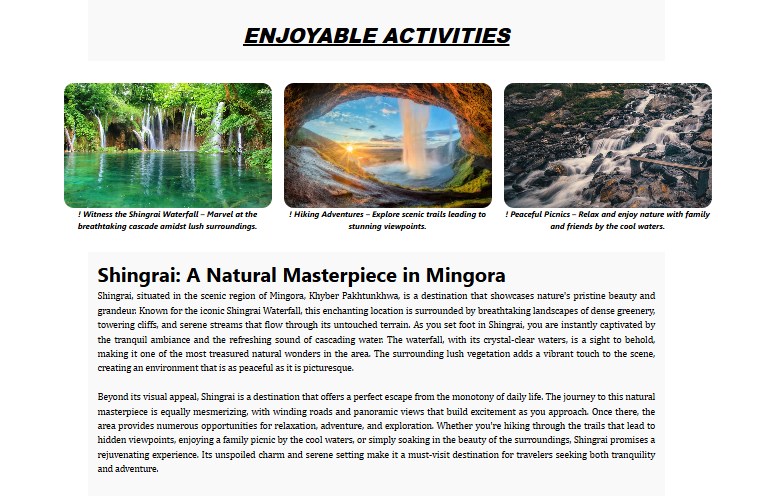 ENJOYABLE ACTIVITIES
! Witness the Shingrai Waterfall – Marvel at the
breathtaking cascade amidst lush surroundings.
! Hiking Adventures – Explore scenic trails leading to
stunning viewpoints.
! Peaceful Picnics – Relax and enjoy nature with family
and friends by the cool waters.
Shingrai: A Natural Masterpiece in Mingora
Shingrai, situated in the scenic region of Mingora, Khyber Pakhtunkhwa, is a destination that showcases nature's pristine beauty and
grandeur. Known for the iconic Shingrai Waterfall, this enchanting location is surrounded by breathtaking landscapes of dense greenery,
towering cliffs, and serene streams that flow through its untouched terrain. As you set foot in Shingrai, you are instantly captivated by
the tranquil ambiance and the refreshing sound of cascading water. The waterfall, with its crystal-clear waters, is a sight to behold,
making it one of the most treasured natural wonders in the area. The surrounding lush vegetation adds a vibrant touch to the scene,
creating an environment that is as peaceful as it is picturesque.
Beyond its visual appeal, Shingrai is a destination that offers a perfect escape from the monotony of daily life. The journey to this natural
masterpiece is equally mesmerizing, with winding roads and panoramic views that build excitement as you approach. Once there, the
area provides numerous opportunities for relaxation, adventure, and exploration. Whether you're hiking through the trails that lead to
hidden viewpoints, enjoying a family picnic by the cool waters, or simply soaking in the beauty of the surroundings, Shingrai promises a
rejuvenating experience. Its unspoiled charm and serene setting make it a must-visit destination for travelers seeking both tranquility
and adventure.